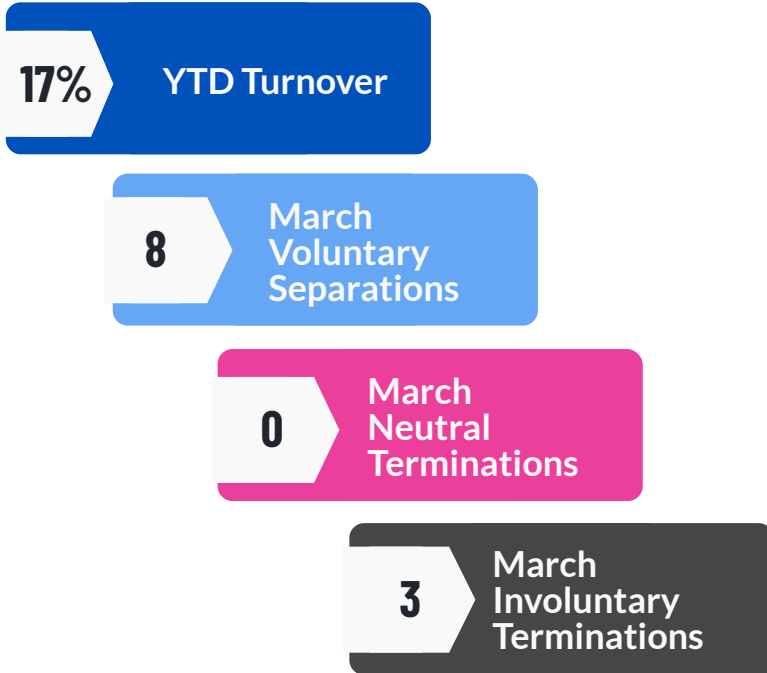 17%
YTD Turnover
8
March
Voluntary
Separations
0
March
Neutral
Terminations
3
March
Involuntary
Terminations